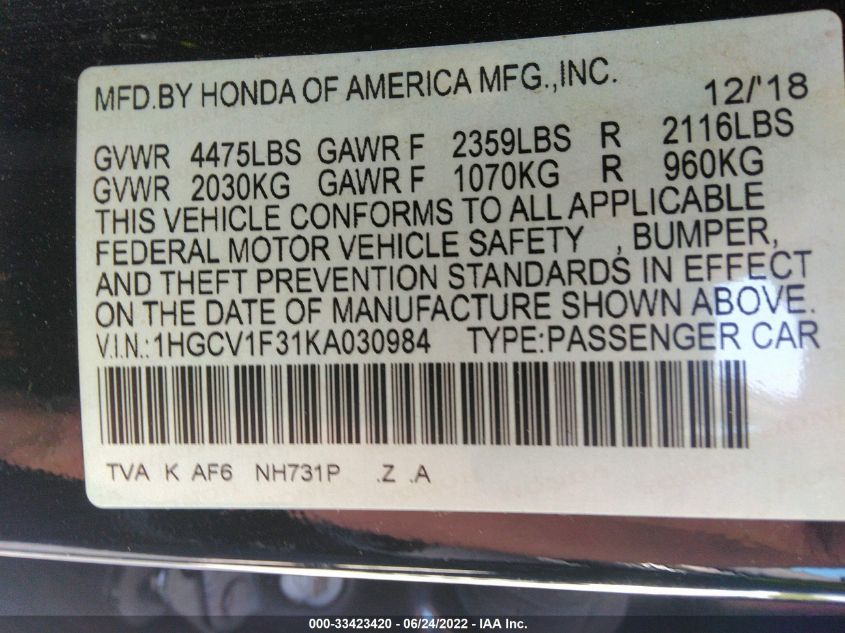 MFD.BY HONDA OF AMERICA MFG.,INC. 12/'18
GVWR 4475LBS GAWR F 2359LBS R 2116LBS
GVWR 2030KG GAWR F 1070KG R 960KG
THIS VEHICLE CONFORMS TO ALL APPLICABLE
FEDERAL MOTOR VEHICLE SAFETY , BUMPER,
AND THEFT PREVENTION STANDARDS IN EFFECT
ON THE DATE OF MANUFACTURE SHOWN ABOVE.
V.I.N.:1HGCV1F31KA030984 TYPE:PASSENGER CAR
TVA K AF6 NH731P .Z .A
000-33423420 - 06/24/2022 - IAA Inc.